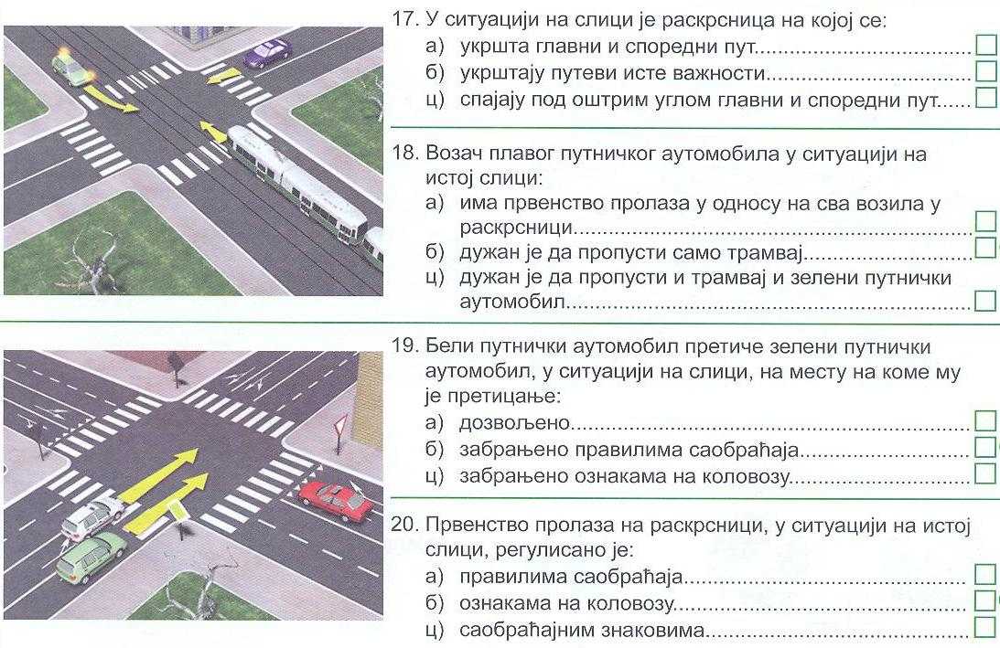 17. У ситуацији на слици је раскрсница на којој се:
а) укршта главни и споредни пут
б) укрштају путеви исте важности
ц) спајају под оштрим углом главни и споредни пут
18. Возач плавог путничког аутомобила у ситуацији на
истој слици:
а) има првенство пролаза у односу на сва возила у
раскрсници
б) дужан је да пропусти само трамвај
ц) дужан је да пропусти и трамвај и зелени путнички
аутомобил
19. Бели путнички аутомобил претиче зелени путнички
аутомобил, у ситуацији на слици, на месту на коме му
је претицање:
а) дозвољено
б) забрањено правилима саобраћаја
ц) забрањено ознакама на коловозу
20. Првенство пролаза на раскрсници, у ситуацији на истој
слици, регулисано је:
а) правилима саобраћаја
б) ознакама на коловозу
ц) саобраћајним знаковима